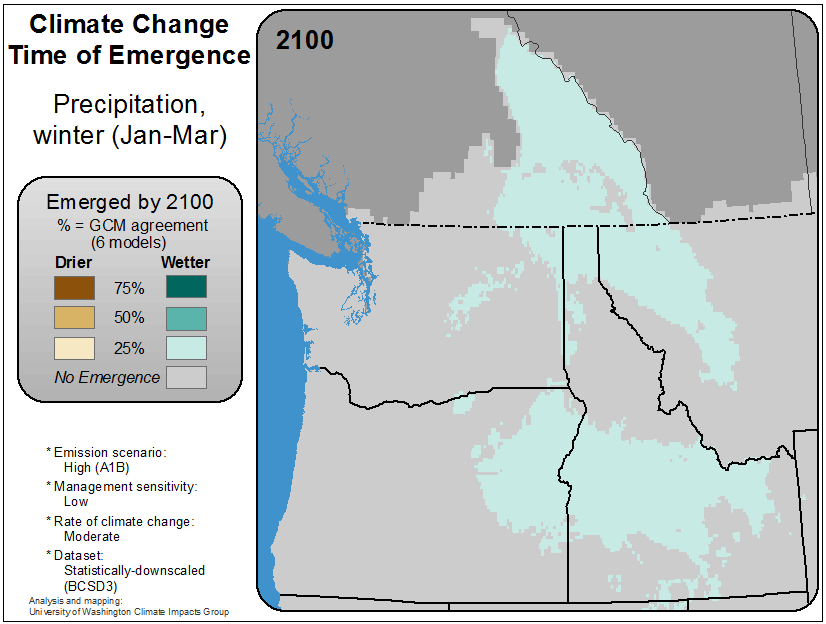 Climate Change
Time of Emergence
Precipitation,
winter (Jan-Mar)
Emerged by 2100
% = GCM agreement
(6 models)
Drier Wetter
75%
50%
25%
No Emergence
* Emission scenario:
High (A1B)
* Management sensitivity:
Low
* Rate of climate change:
Moderate
* Dataset:
Statistically-downscaled
(BCSD3)
Analysis and mapping:
University of Washington Climate Impacts Group
2100